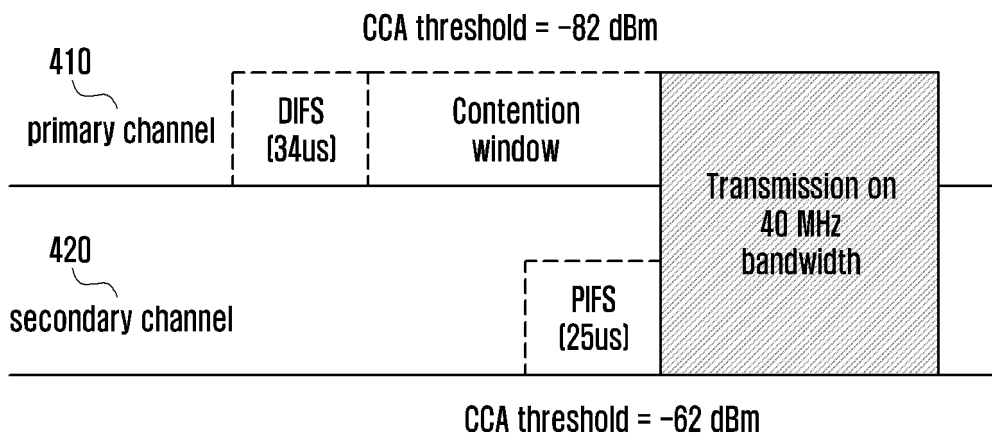 CCA threshold = −82 dBm
410
primary channel
DIFS
(34us)
Contention
window
Transmission on
40 MHz
bandwidth
420
secondary channel
PIFS
(25us)
CCA threshold = −62 dBm